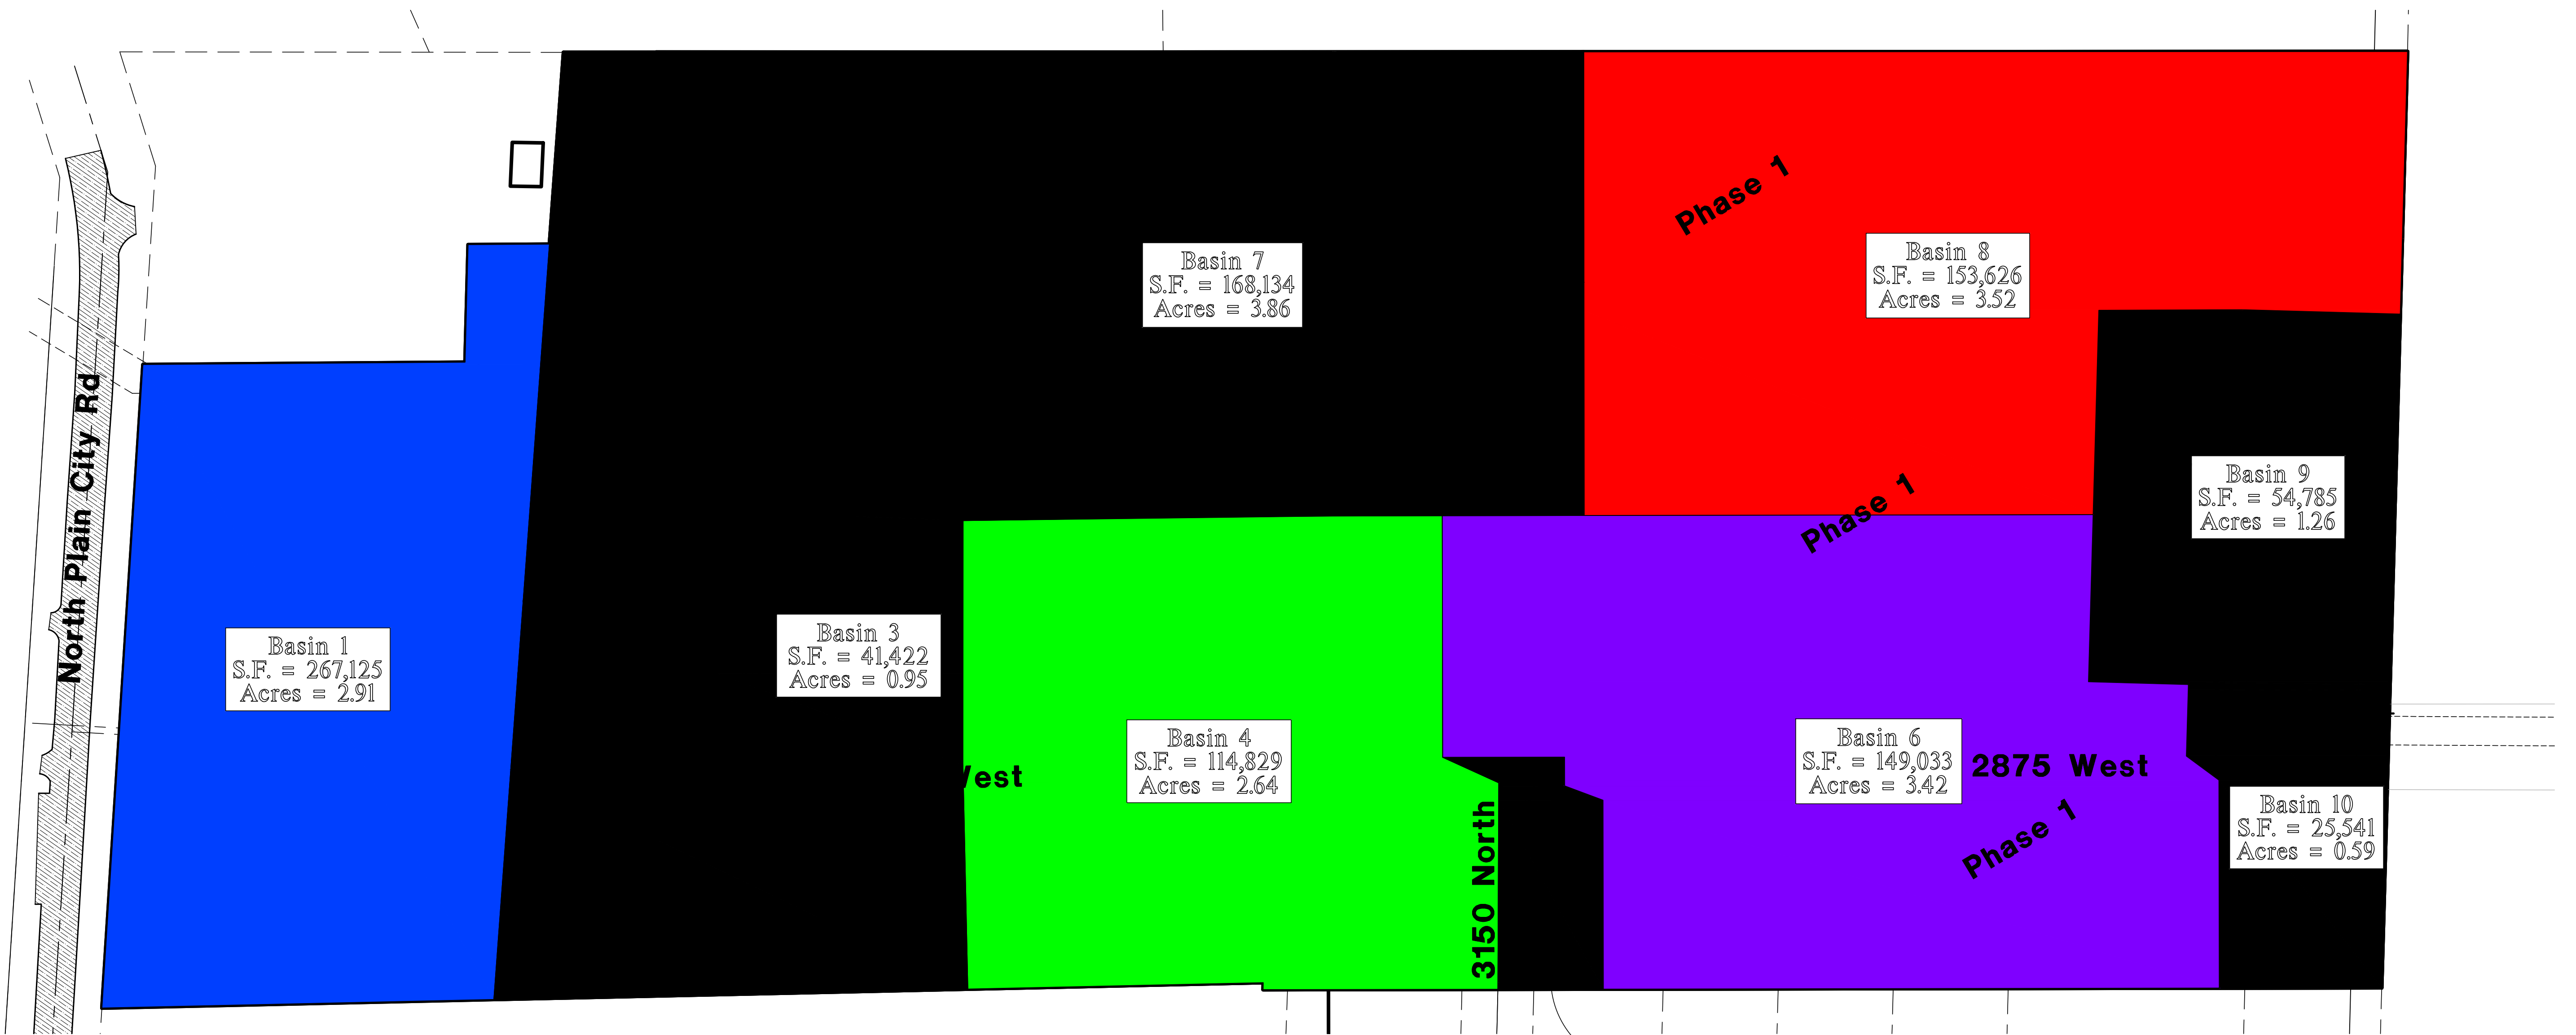 North Plain City Rd
Phase 1
Basin 7
S.F. = 168,134
Acres = 3.86
Basin 8
S.F. = 153,626
Acres = 3.52
Basin 9
S.F. = 54,785
Acres = 1.26
Phase 1
Basin 1
S.F. = 267,125
Acres = 2.91
Basin 3
S.F. = 41,422
Acres = 0.95
Basin 4
S.F. = 114,829
Acres = 2.64
Basin 6
S.F. = 149,033
Acres = 3.42
2875 West
Phase 1
Basin 10
S.F. = 25,541
Acres = 0.59
3150 North